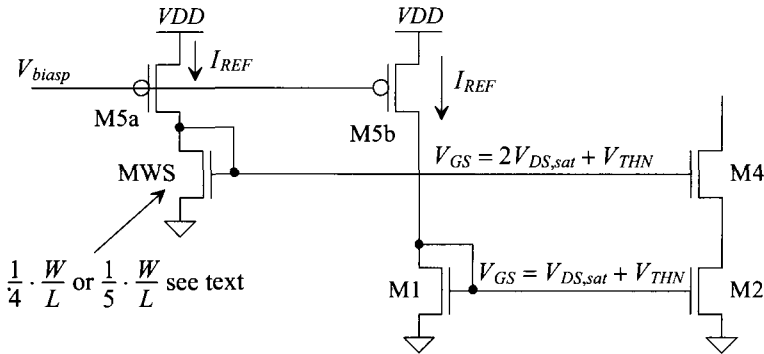 VDD
VDD
I_REF
I_REF
V_biasp
M5a
M5b
V_GS = 2V_DS,sat + V_THN
MWS
M4
1/4 · W/L or 1/5 · W/L see text
M1
V_GS = V_DS,sat + V_THN
M2